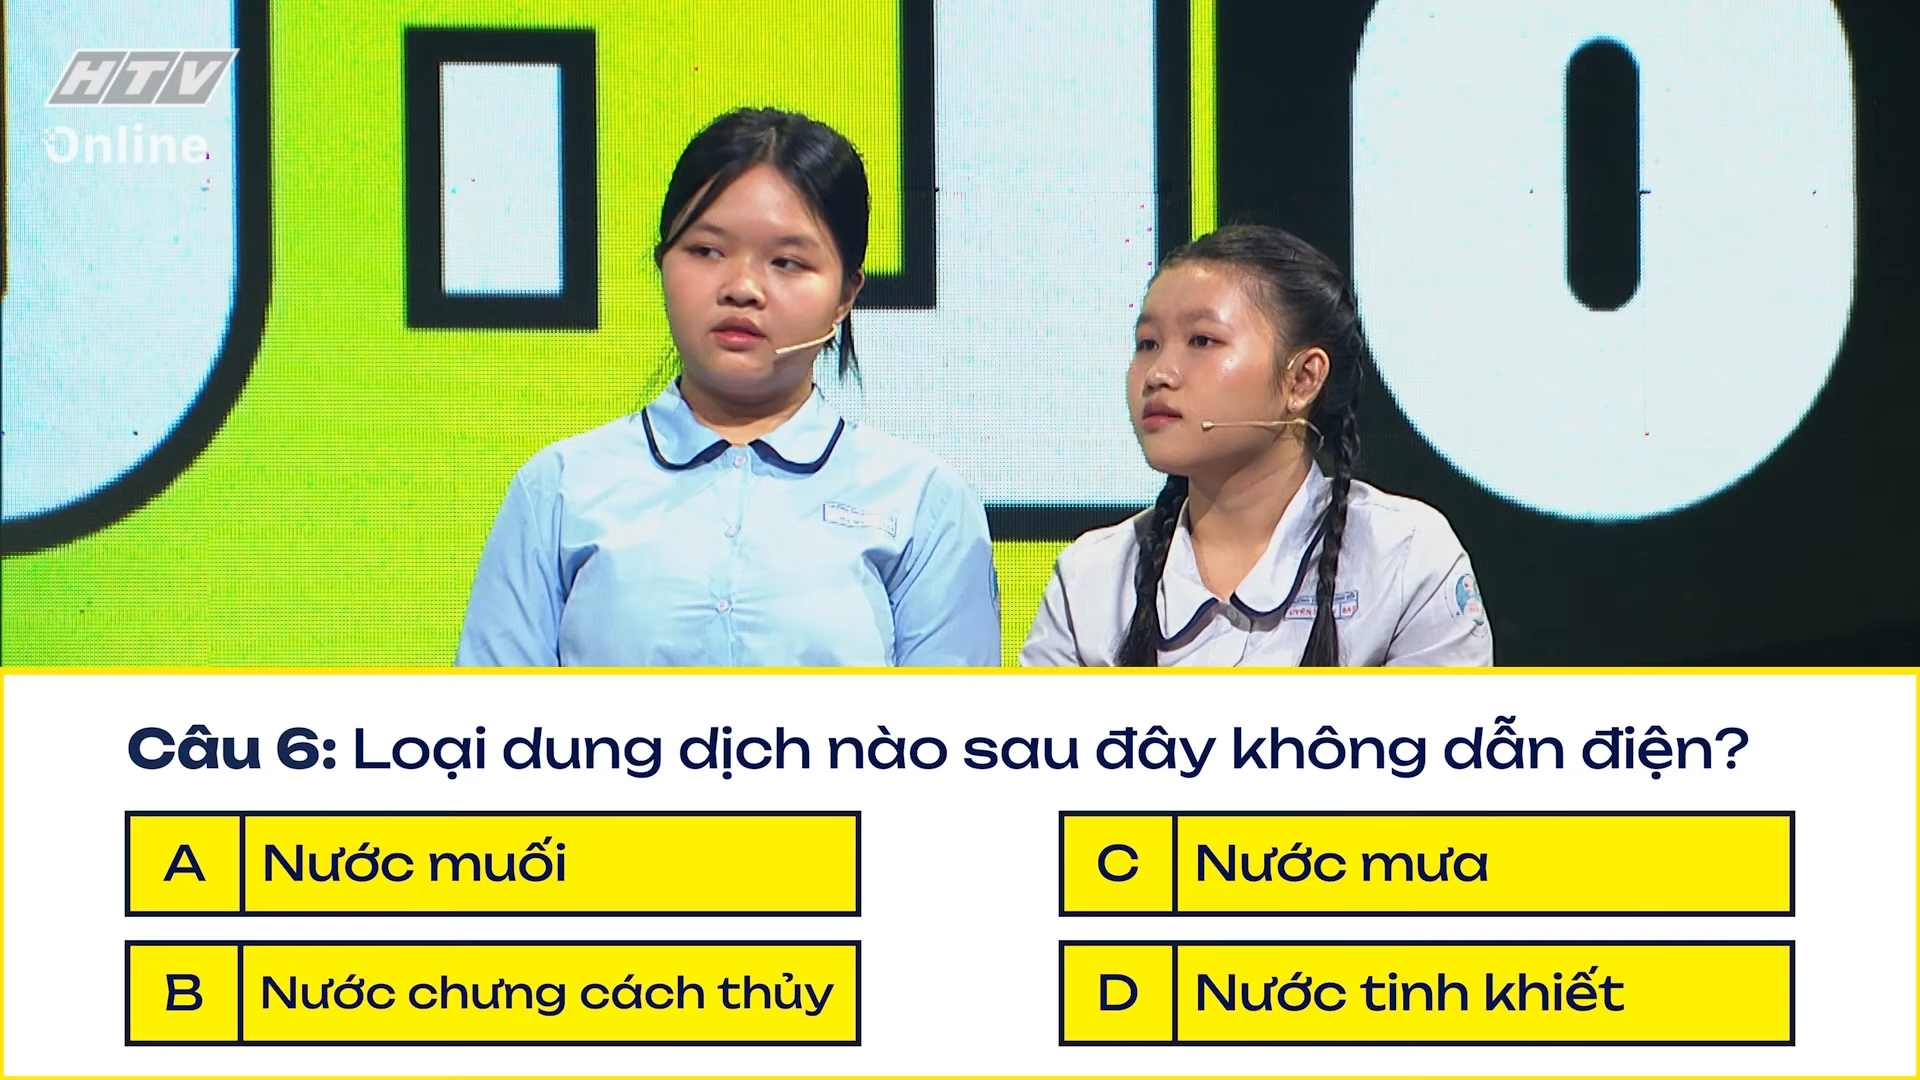 HTV
Online
Câu 6: Loại dung dịch nào sau đây không dẫn điện?
A Nước muối
B Nước chưng cách thủy
C Nước mưa
D Nước tinh khiết